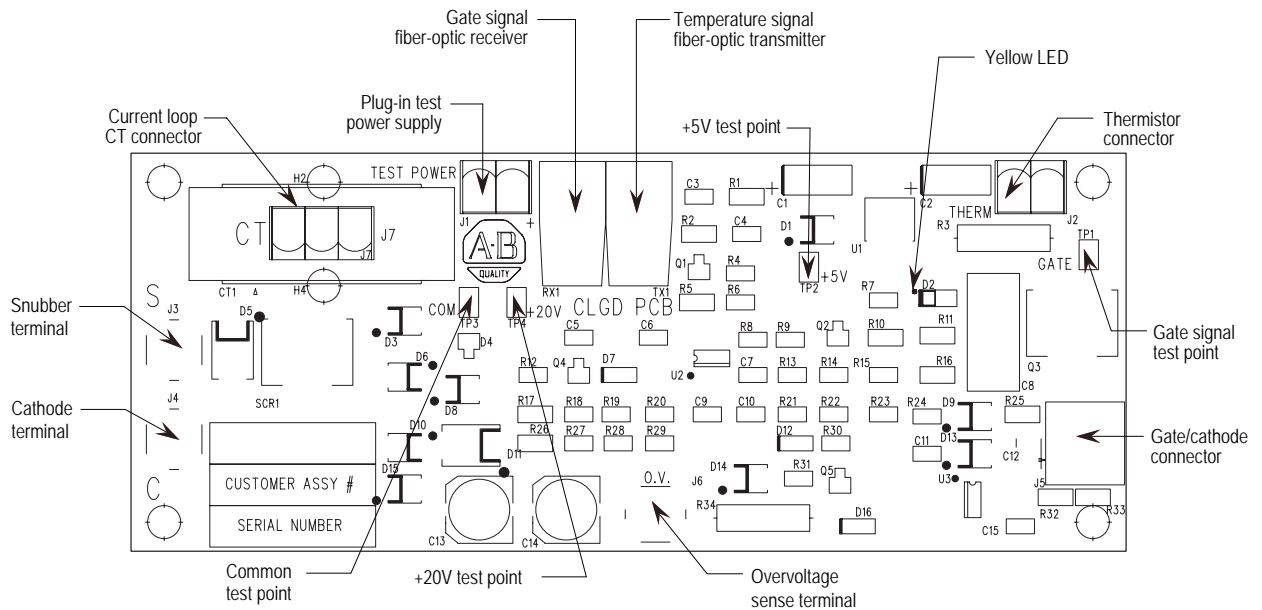 Gate signal
fiber-optic receiver
Temperature signal
fiber-optic transmitter
Yellow LED
Plug-in test
power supply
Current loop
CT connector
+5V test point
Thermistor
connector
H2
TEST POWER
C3
R1
C1
C2
THERM
R3
J2
TP1
CT
J7
J7
J1
+
A-B
QUALITY
R2
C4
D1
U1
GATE
Q1
R4
+5V
TP2
R7
D2
CT1
H4
S
COM
TP3
TP4
+20V
RX1
TX1
CLGD PCB
R5
R6
Snubber
terminal
J3
D5
D3
D4
C5
C6
R8
R9
Q2
R10
R11
Gate signal
test point
D6
R12
Q4
D7
U2
C7
R13
R14
R15
R16
Q3
C8
SCR1
D8
Cathode
terminal
J4
R17
R18
R19
R20
C9
C10
R21
R22
R23
R24
D9
R25
D10
R26
R27
R28
R29
D12
R30
C11
D13
C12
Gate/cathode
connector
D11
D15
C
CUSTOMER ASSY #
SERIAL NUMBER
O.V.
J6
D14
R31
Q5
U3
J5
R34
D16
C13
C14
C15
R32
R33
Common
test point
+20V test point
Overvoltage
sense terminal